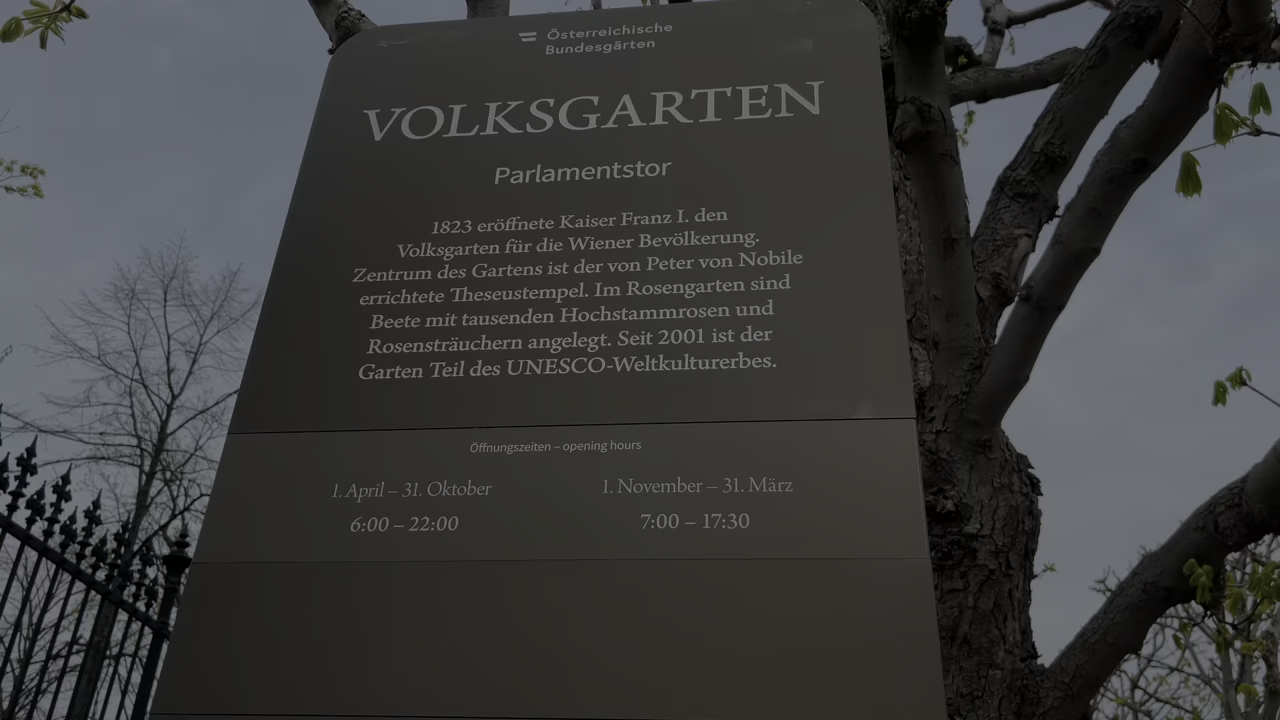 Österreichische
Bundesgärten
VOLKSGARTEN
Parlamentstor
1823 eröffnete Kaiser Franz I. den
Volksgarten für die Wiener Bevölkerung.
Zentrum des Gartens ist der von Peter von Nobile
errichtete Theseustempel. Im Rosengarten sind
Beete mit tausenden Hochstammrosen und
Rosensträuchern angelegt. Seit 2001 ist der
Garten Teil des UNESCO-Weltkulturerbes.
Öffnungszeiten – opening hours
1. April – 31. Oktober
6:00 – 22:00
1. November – 31. März
7:00 – 17:30